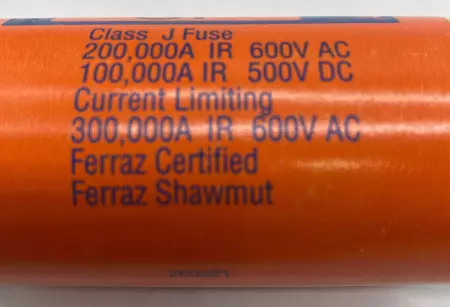 Class J Fuse
200,000A IR 600V AC
100,000A IR 500V DC
Current Limiting
300,000A IR 600V AC
Ferraz Certified
Ferraz Shawmut